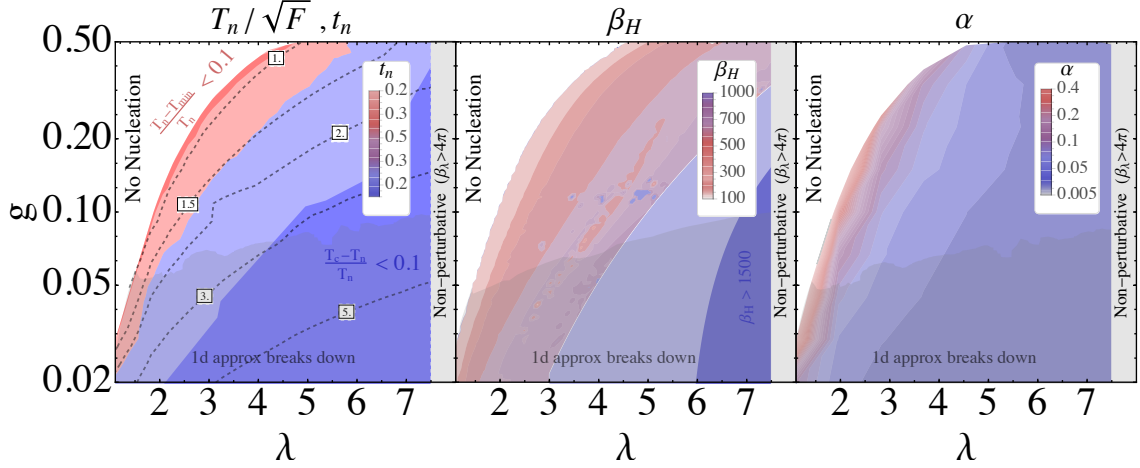 T_n / √F , t_n
β_H
α
g
0.50
0.20
0.10
0.05
0.02
No Nucleation
(T_n−T_min)/T_n < 0.1
1.
2.
1.5
3.
5.
t_n
0.2
0.3
0.5
0.3
0.2
(T_c−T_n)/T_n < 0.1
1d approx breaks down
Non−perturbative (β_λ>4π)
2 3 4 5 6 7
λ
No Nucleation
β_H
1000
900
700
500
300
100
β_H > 1500
1d approx breaks down
Non−perturbative (β_λ>4π)
2 3 4 5 6 7
λ
No Nucleation
α
0.4
0.2
0.1
0.05
0.005
1d approx breaks down
Non−perturbative (β_λ>4π)
2 3 4 5 6 7
λ